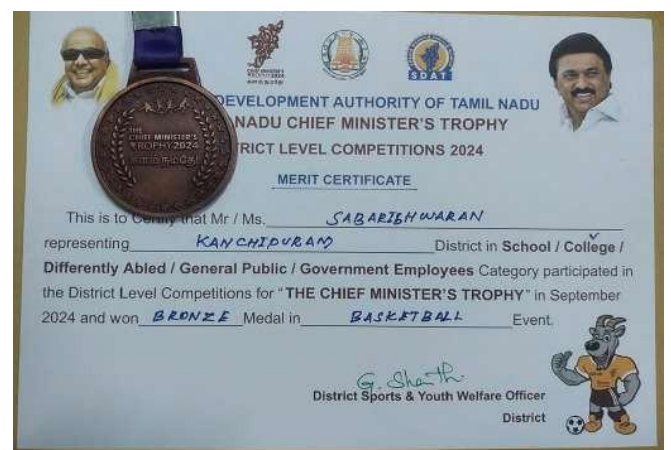 THE
CHIEF MINISTER'S
TROPHY 2024
SDAT
DEVELOPMENT AUTHORITY OF TAMIL NADU
NADU CHIEF MINISTER'S TROPHY
TRICT LEVEL COMPETITIONS 2024
MERIT CERTIFICATE
This is to Certify that Mr / Ms. SABARISHWARAN
representing KANCHIPURAM District in School / College /
Differently Abled / General Public / Government Employees Category participated in
the District Level Competitions for "THE CHIEF MINISTER'S TROPHY" in September
2024 and won BRONZE Medal in BASKETBALL Event.
G. Shanth
District Sports & Youth Welfare Officer
District